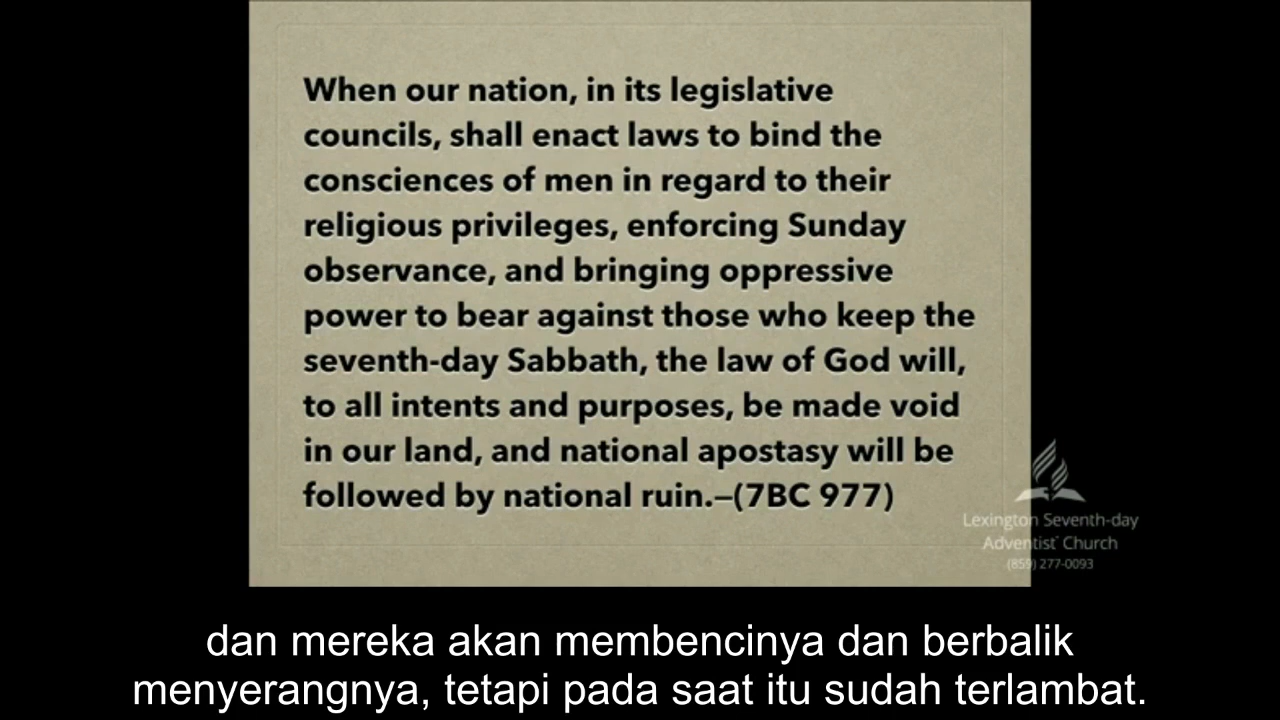 When our nation, in its legislative
councils, shall enact laws to bind the
consciences of men in regard to their
religious privileges, enforcing Sunday
observance, and bringing oppressive
power to bear against those who keep the
seventh-day Sabbath, the law of God will,
to all intents and purposes, be made void
in our land, and national apostasy will be
followed by national ruin.—(7BC 977)
Lexington Seventh-day
Adventist Church
(859) 277-0093
dan mereka akan membencinya dan berbalik
menyerangnya, tetapi pada saat itu sudah terlambat.